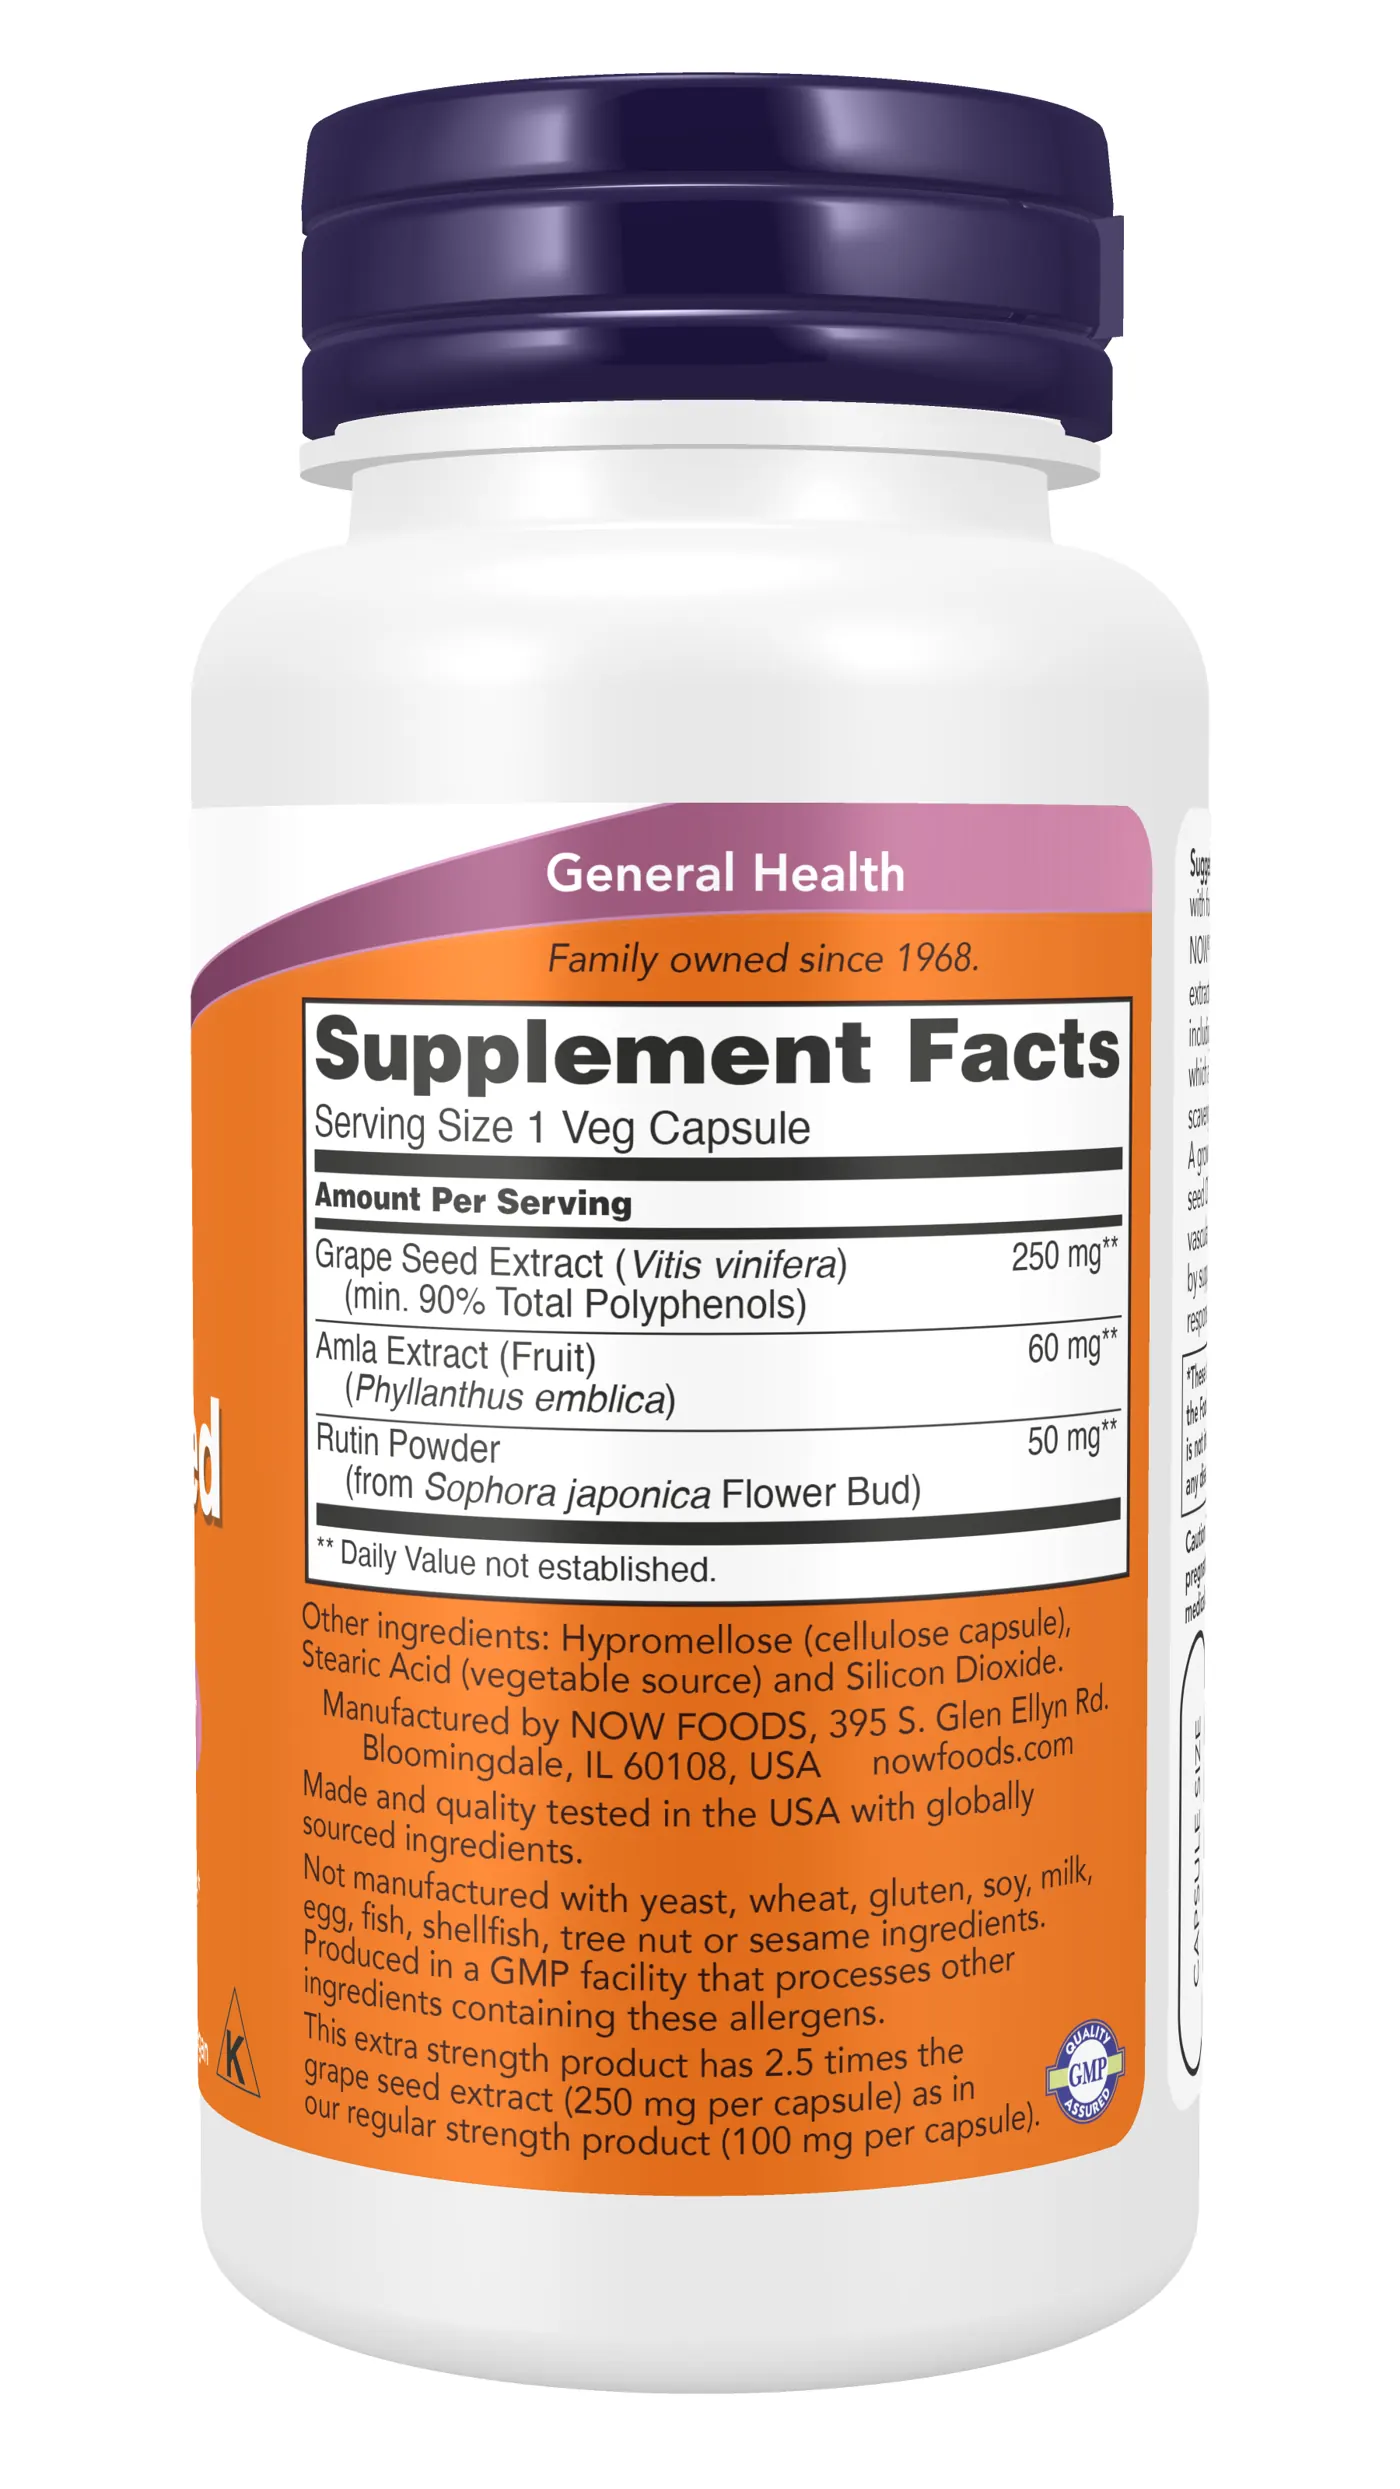 General Health
Family owned since 1968.
Supplement Facts
Serving Size 1 Veg Capsule
Amount Per Serving
Grape Seed Extract (Vitis vinifera) 250 mg**
(min. 90% Total Polyphenols)
Amla Extract (Fruit) 60 mg**
(Phyllanthus emblica)
Rutin Powder 50 mg**
(from Sophora japonica Flower Bud)
** Daily Value not established.
Other ingredients: Hypromellose (cellulose capsule),
Stearic Acid (vegetable source) and Silicon Dioxide.
Manufactured by NOW FOODS, 395 S. Glen Ellyn Rd.
Bloomingdale, IL 60108, USA nowfoods.com
Made and quality tested in the USA with globally
sourced ingredients.
Not manufactured with yeast, wheat, gluten, soy, milk,
egg, fish, shellfish, tree nut or sesame ingredients.
Produced in a GMP facility that processes other
ingredients containing these allergens.
This extra strength product has 2.5 times the
grape seed extract (250 mg per capsule) as in
our regular strength product (100 mg per capsule).
K
QUALITY
GMP
ASSURED
CAPSULE SIZE